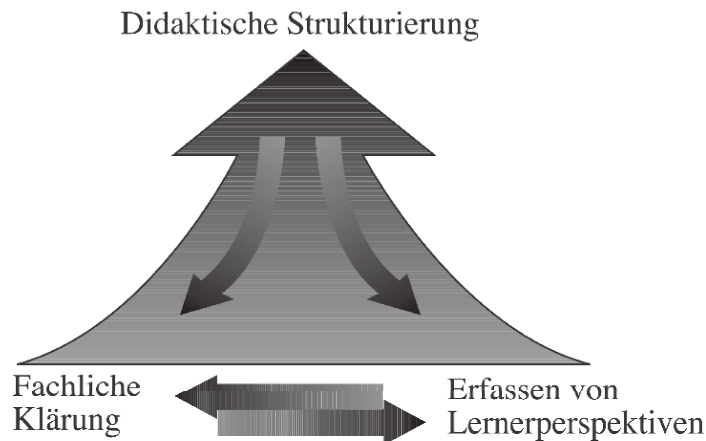 Didaktische Strukturierung
Fachliche
Klärung
Erfassen von
Lernerperspektiven